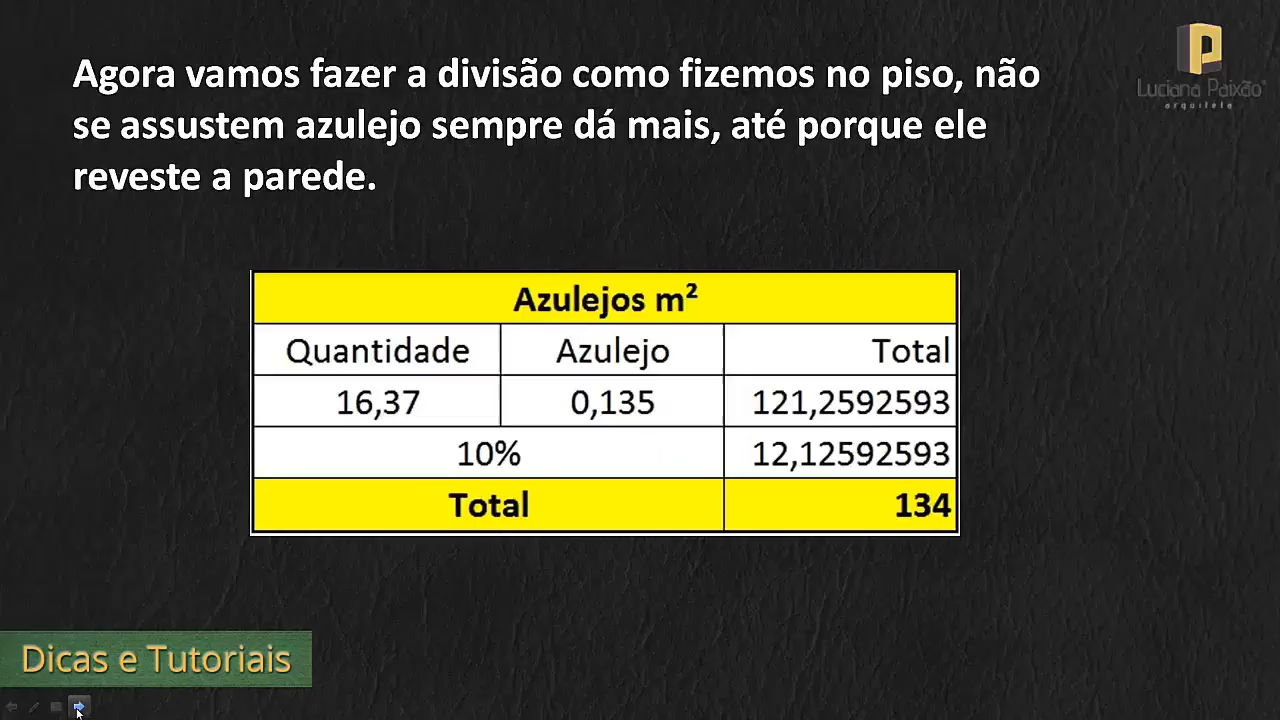 Agora vamos fazer a divisão como fizemos no piso, não
se assustem azulejo sempre dá mais, até porque ele
reveste a parede.
Luciana Paixão®
arquiteta
Azulejos m²
Quantidade Azulejo Total
16,37 0,135 121,2592593
10% 12,12592593
Total 134
Dicas e Tutoriais